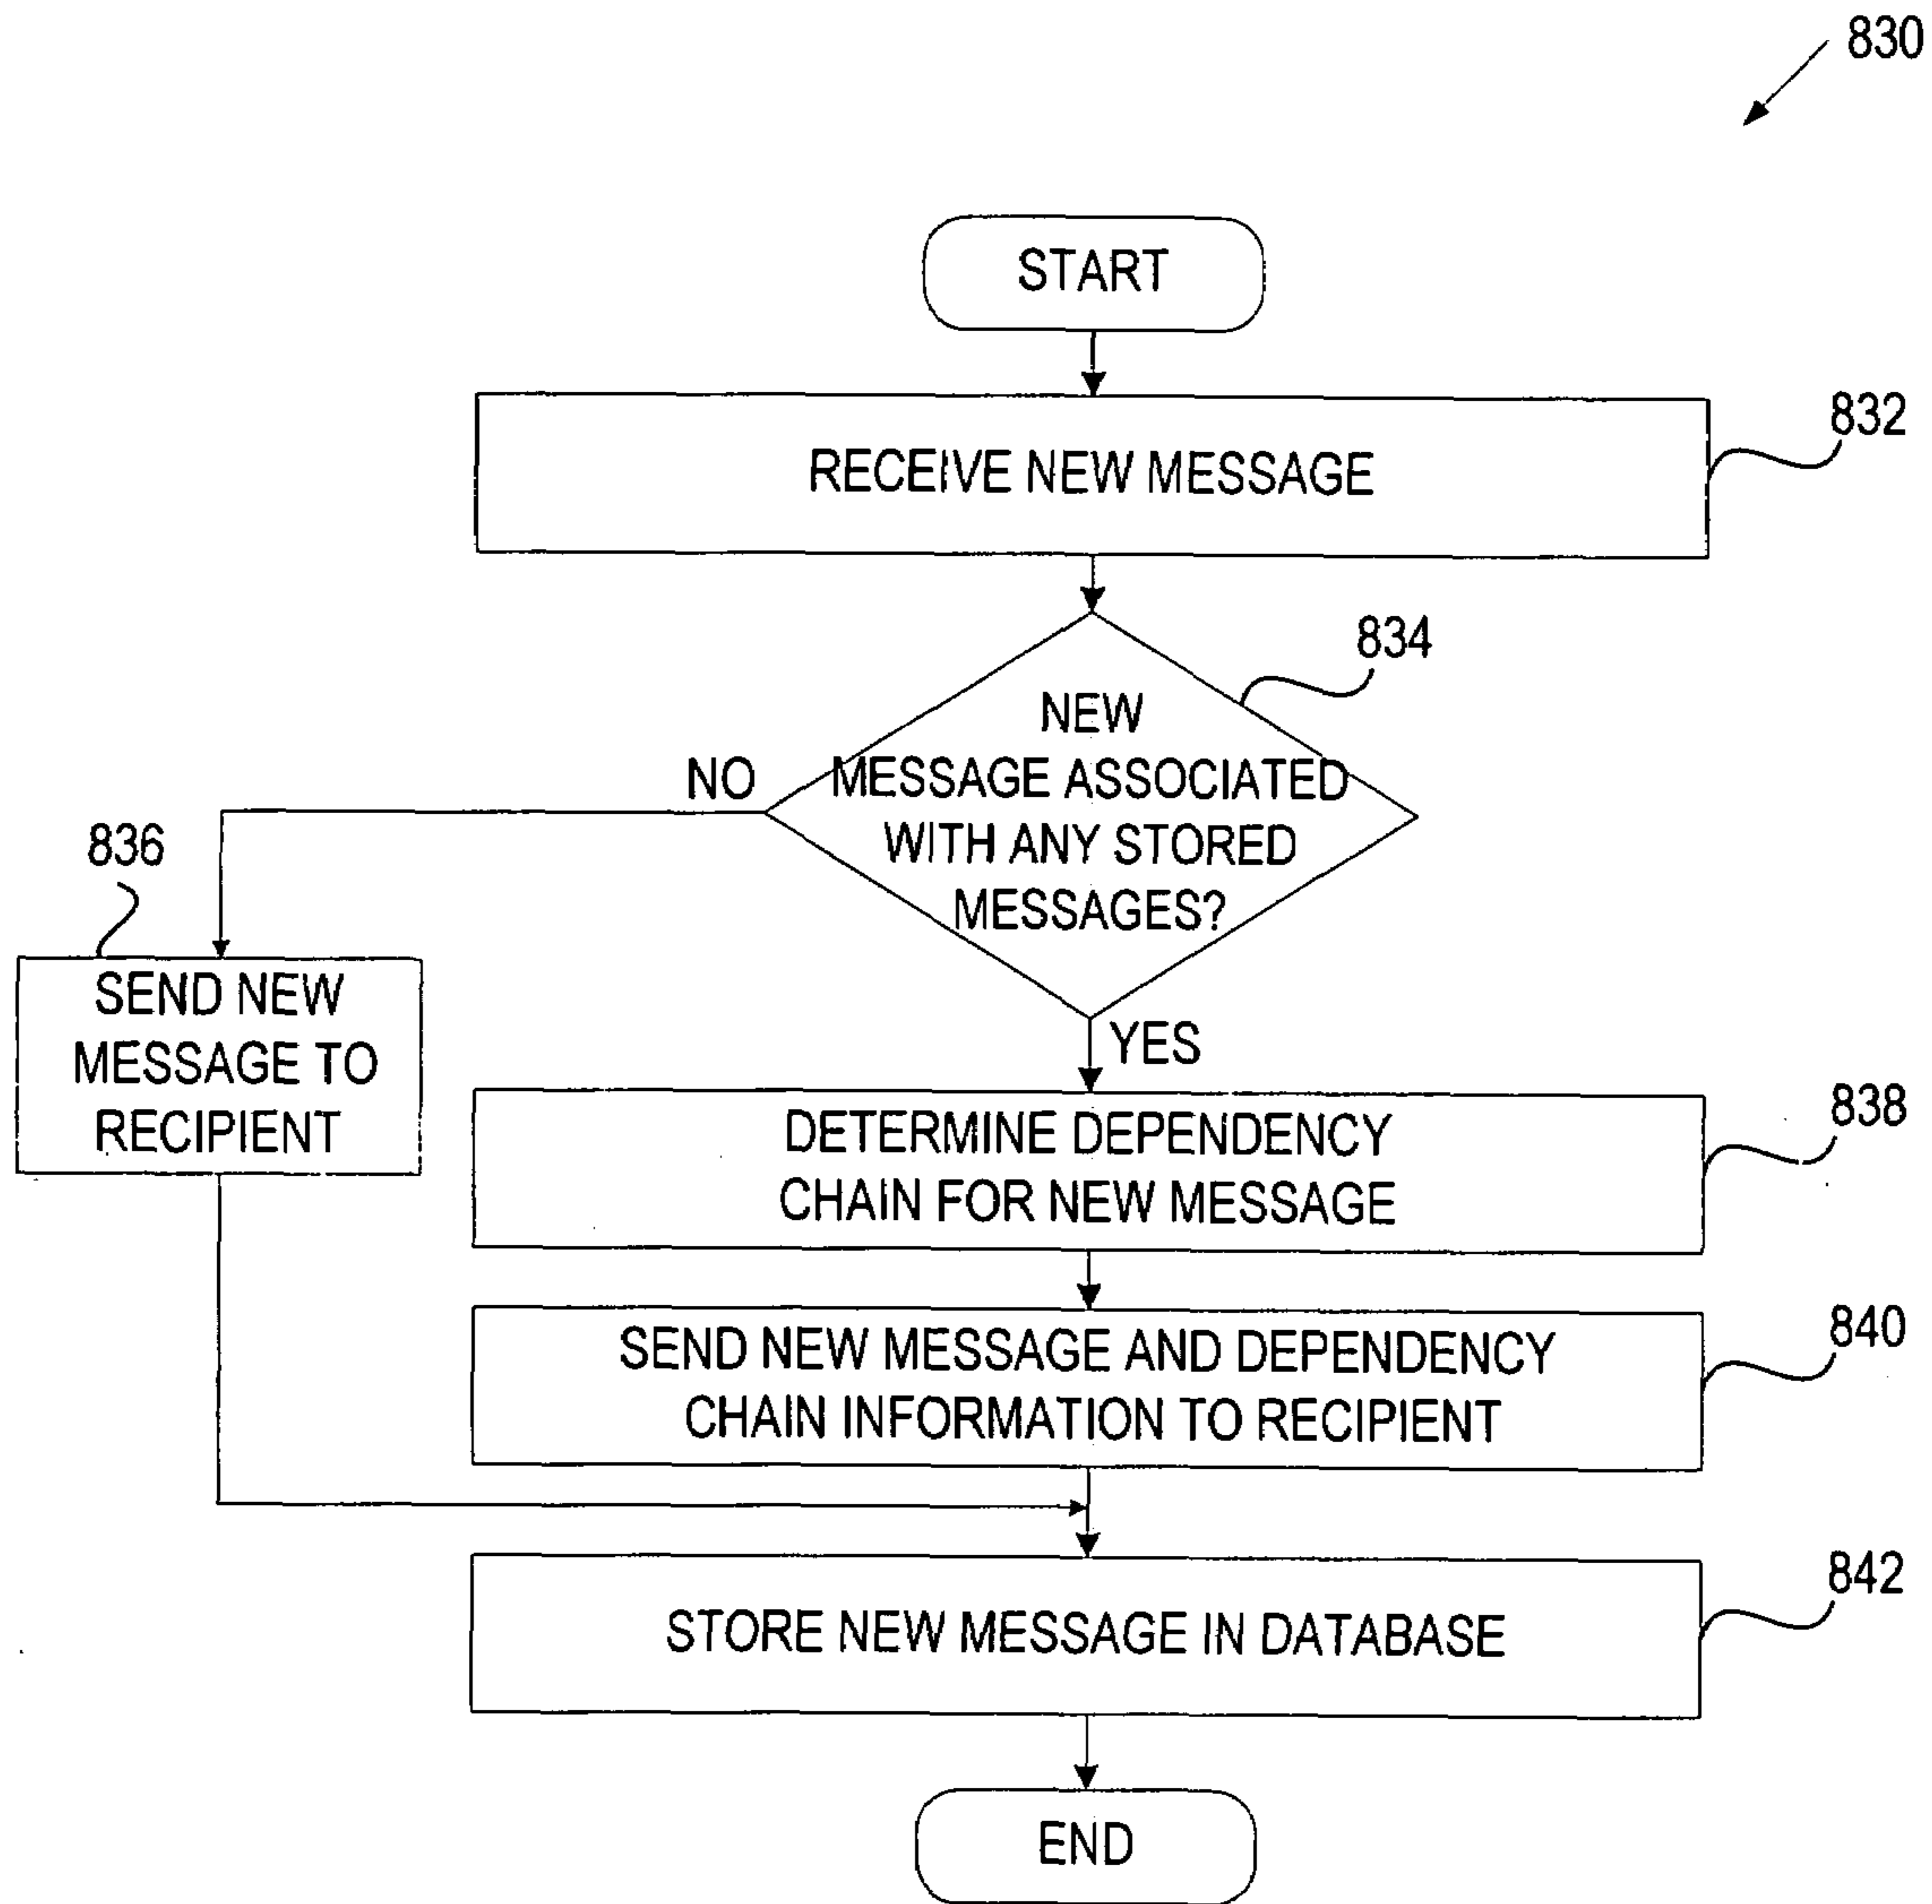 830
START
RECEIVE NEW MESSAGE
832
834
NEW
MESSAGE ASSOCIATED
WITH ANY STORED
MESSAGES?
NO
836
SEND NEW
MESSAGE TO
RECIPIENT
YES
DETERMINE DEPENDENCY
CHAIN FOR NEW MESSAGE
838
SEND NEW MESSAGE AND DEPENDENCY
CHAIN INFORMATION TO RECIPIENT
840
STORE NEW MESSAGE IN DATABASE
842
END